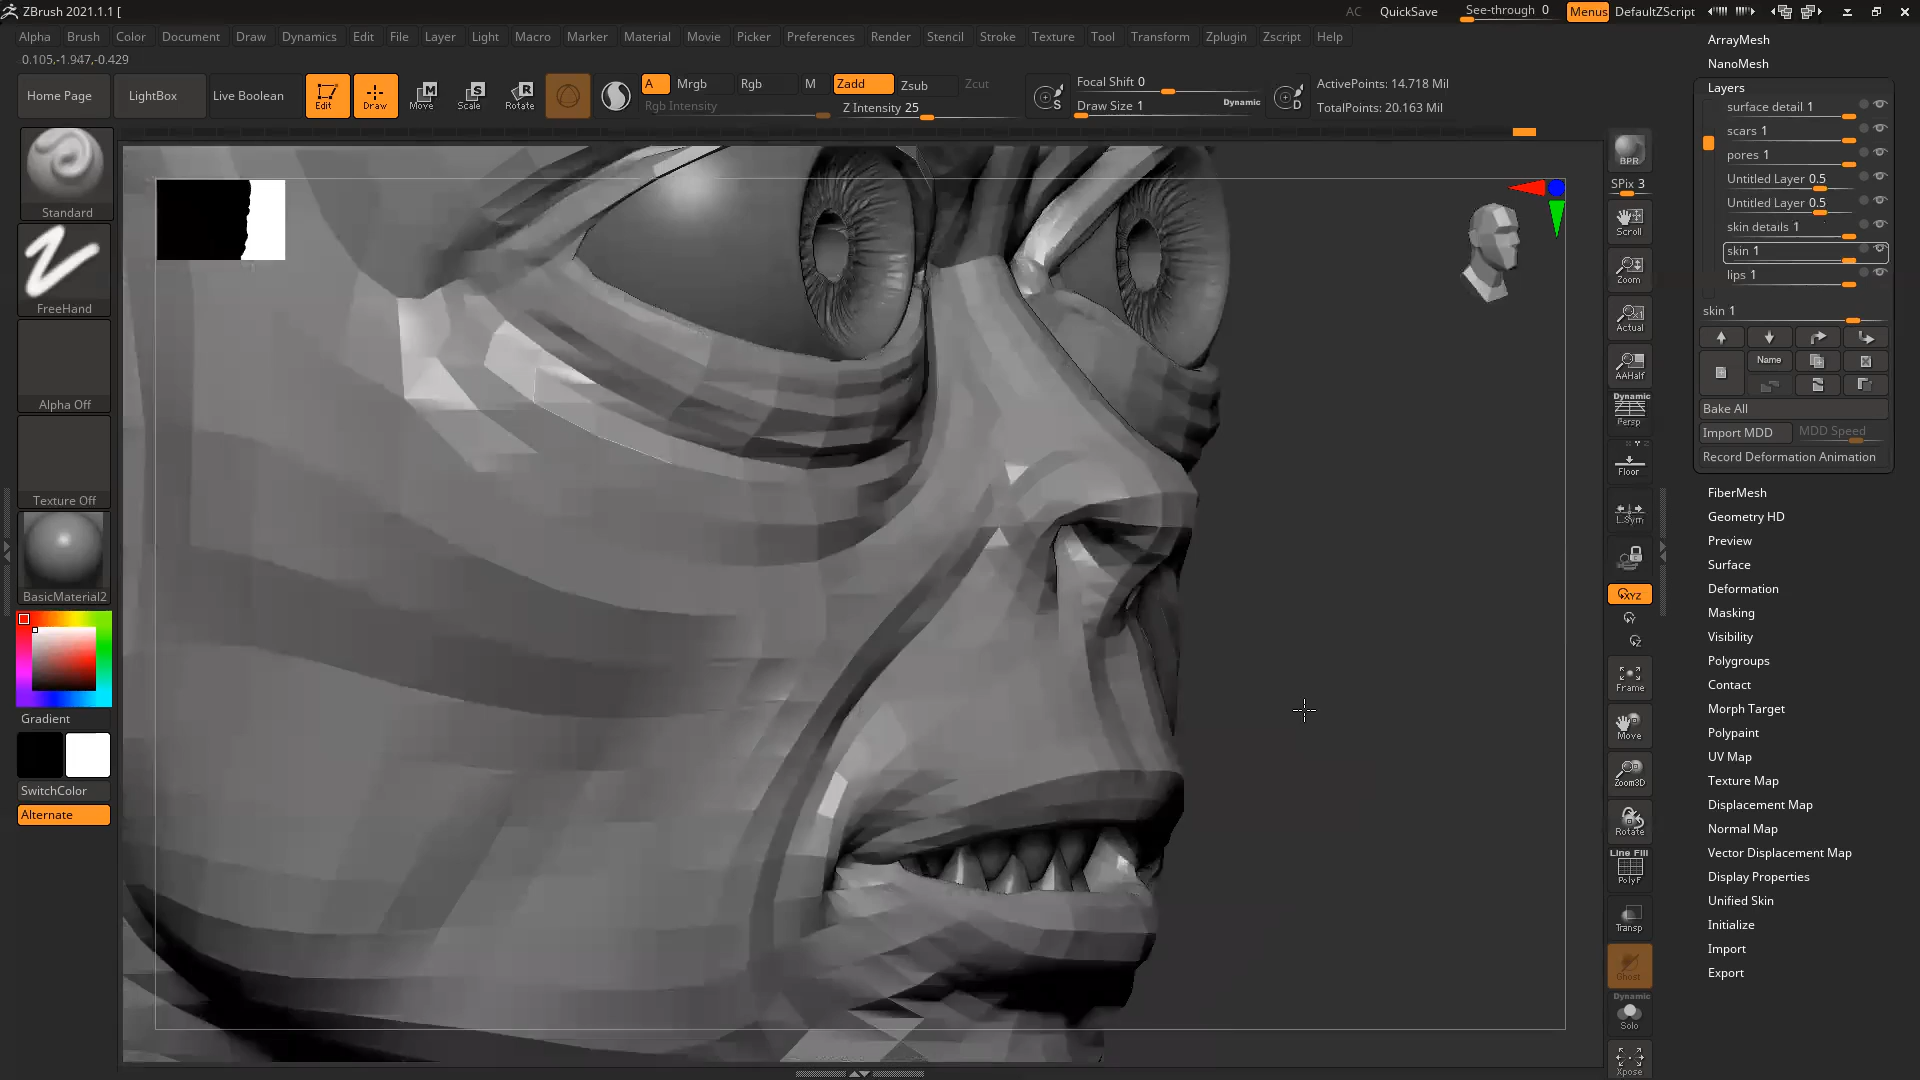 ZBrush 2021.1.1 [
AC QuickSave See-through 0 Menus DefaultZScript
Alpha Brush Color Document Draw Dynamics Edit File Layer Light Macro Marker Material Movie Picker Preferences Render Stencil Stroke Texture Tool Transform Zplugin Zscript Help
0.105,-1.947,-0.429
Home Page LightBox Live Boolean Edit Draw Move Scale Rotate
A Mrgb Rgb M Zadd Zsub Zcut
Rgb Intensity Z Intensity 25
Focal Shift 0
Draw Size 1 Dynamic
ActivePoints: 14.718 Mil
TotalPoints: 20.163 Mil
Standard
FreeHand
Alpha Off
Texture Off
BasicMaterial2
Gradient
SwitchColor
Alternate
BPR
SPix 3
Scroll
Zoom
Actual
AAHalf
Dynamic
Persp
Floor
L.Sym
XYZ
Frame
Move
Zoom3D
Rotate
Line Fill
PolyF
Transp
Ghost
Dynamic
Solo
Xpose
ArrayMesh
NanoMesh
Layers
surface detail 1
scars 1
pores 1
Untitled Layer 0.5
Untitled Layer 0.5
skin details 1
skin 1
lips 1
skin 1
Name
Bake All
Import MDD MDD Speed
Record Deformation Animation
FiberMesh
Geometry HD
Preview
Surface
Deformation
Masking
Visibility
Polygroups
Contact
Morph Target
Polypaint
UV Map
Texture Map
Displacement Map
Normal Map
Vector Displacement Map
Display Properties
Unified Skin
Initialize
Import
Export